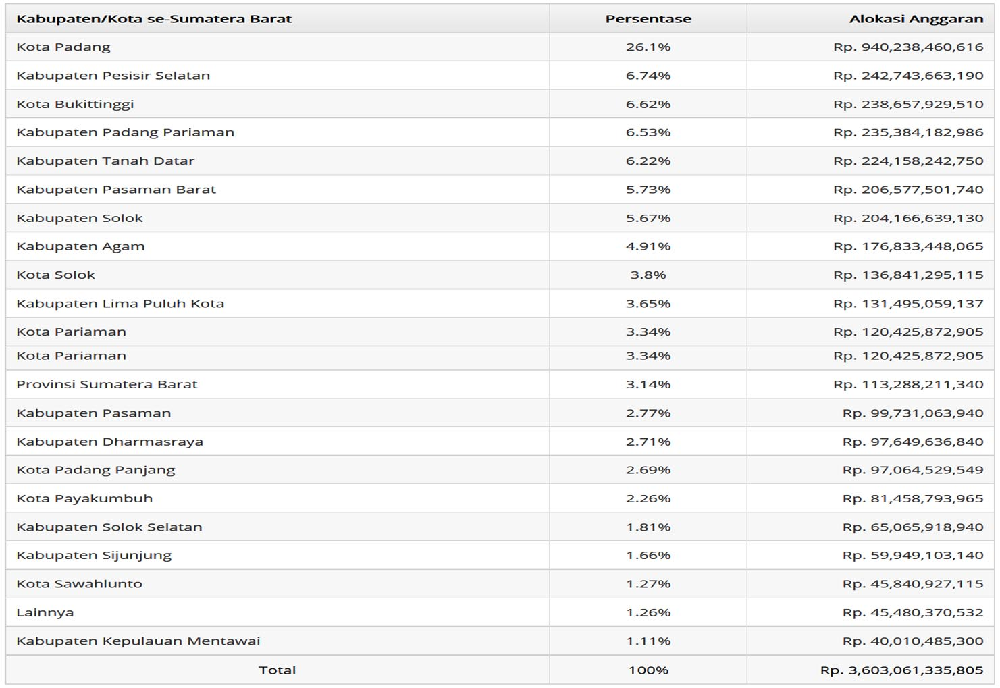 Kabupaten/Kota se-Sumatera Barat Persentase Alokasi Anggaran
Kota Padang 26.1% Rp. 940,238,460,616
Kabupaten Pesisir Selatan 6.74% Rp. 242,743,663,190
Kota Bukittinggi 6.62% Rp. 238,657,929,510
Kabupaten Padang Pariaman 6.53% Rp. 235,384,182,986
Kabupaten Tanah Datar 6.22% Rp. 224,158,242,750
Kabupaten Pasaman Barat 5.73% Rp. 206,577,501,740
Kabupaten Solok 5.67% Rp. 204,166,639,130
Kabupaten Agam 4.91% Rp. 176,833,448,065
Kota Solok 3.8% Rp. 136,841,295,115
Kabupaten Lima Puluh Kota 3.65% Rp. 131,495,059,137
Kota Pariaman 3.34% Rp. 120,425,872,905
Kota Pariaman 3.34% Rp. 120,425,872,905
Provinsi Sumatera Barat 3.14% Rp. 113,288,211,340
Kabupaten Pasaman 2.77% Rp. 99,731,063,940
Kabupaten Dharmasraya 2.71% Rp. 97,649,636,840
Kota Padang Panjang 2.69% Rp. 97,064,529,549
Kota Payakumbuh 2.26% Rp. 81,458,793,965
Kabupaten Solok Selatan 1.81% Rp. 65,065,918,940
Kabupaten Sijunjung 1.66% Rp. 59,949,103,140
Kota Sawahlunto 1.27% Rp. 45,840,927,115
Lainnya 1.26% Rp. 45,480,370,532
Kabupaten Kepulauan Mentawai 1.11% Rp. 40,010,485,300
Total 100% Rp. 3,603,061,335,805